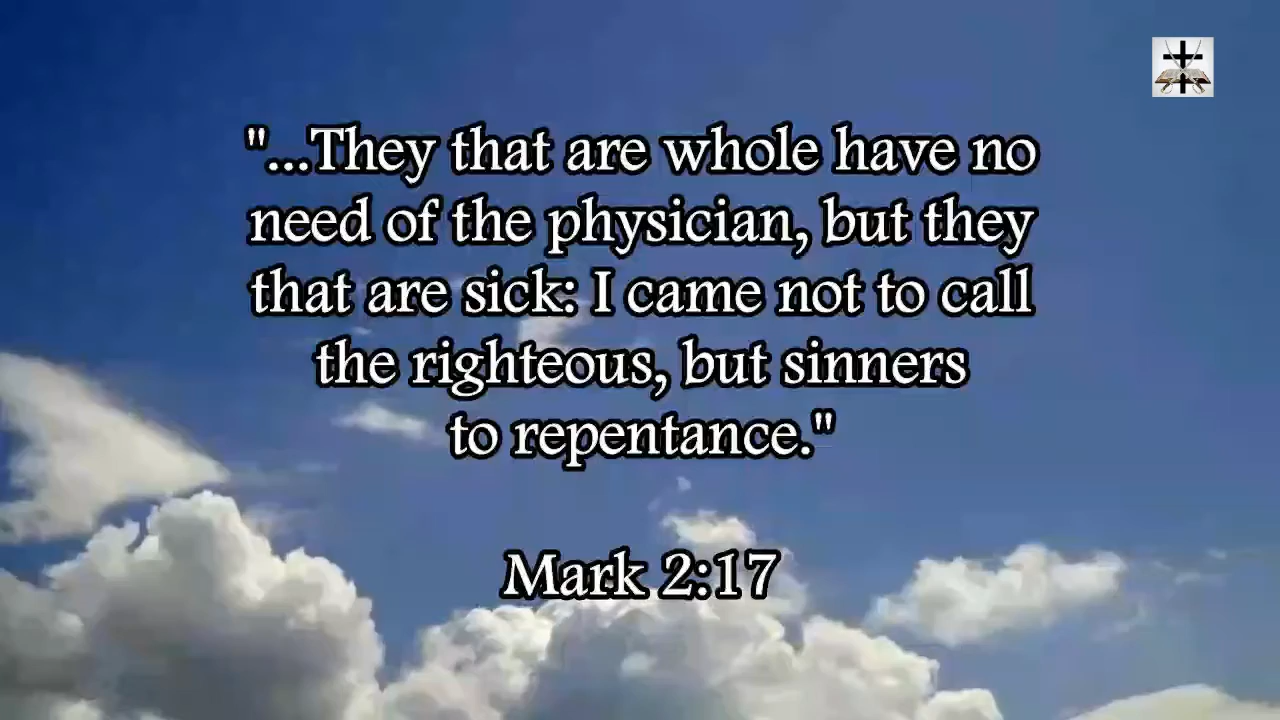 "...They that are whole have no
need of the physician, but they
that are sick: I came not to call
the righteous, but sinners
to repentance."
Mark 2:17